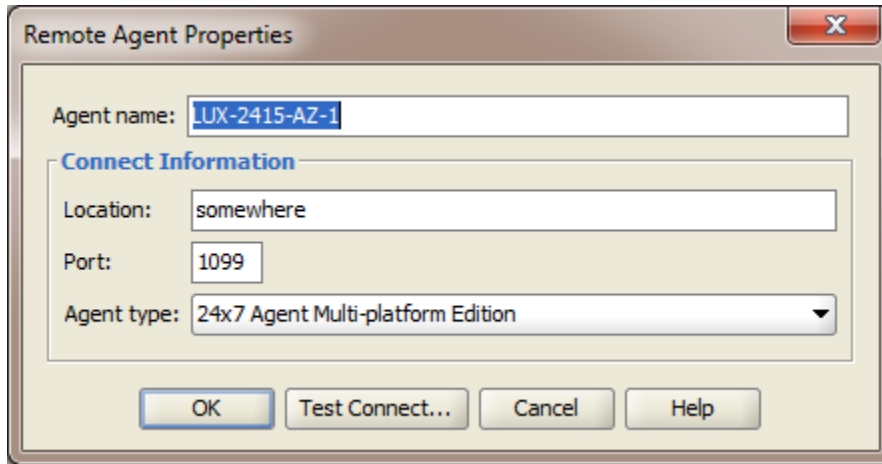 Remote Agent Properties
Agent name: LUX-2415-AZ-1
Connect Information
Location: somewhere
Port: 1099
Agent type: 24x7 Agent Multi-platform Edition
OK Test Connect... Cancel Help